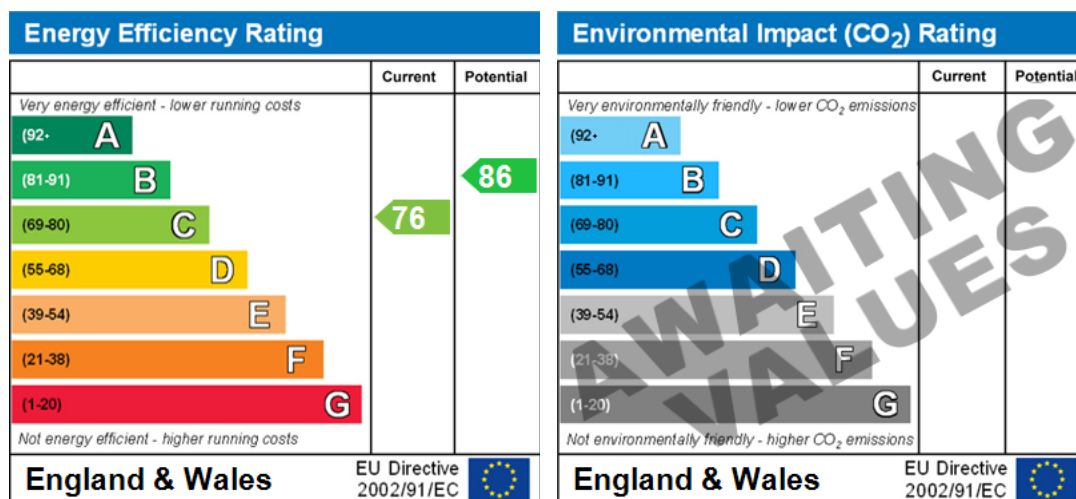 Energy Efficiency Rating
Current Potential
Very energy efficient - lower running costs
(92+ A
(81-91) B
86
(69-80) C
76
(55-68) D
(39-54) E
(21-38) F
(1-20) G
Not energy efficient - higher running costs
England & Wales
EU Directive
2002/91/EC
Environmental Impact (CO2) Rating
Current Potential
Very environmentally friendly - lower CO2 emissions
(92+ A
(81-91) B
(69-80) C
(55-68) D
(39-54) E
(21-38) F
(1-20) G
AWAITING
VALUES
Not environmentally friendly - higher CO2 emissions
England & Wales
EU Directive
2002/91/EC